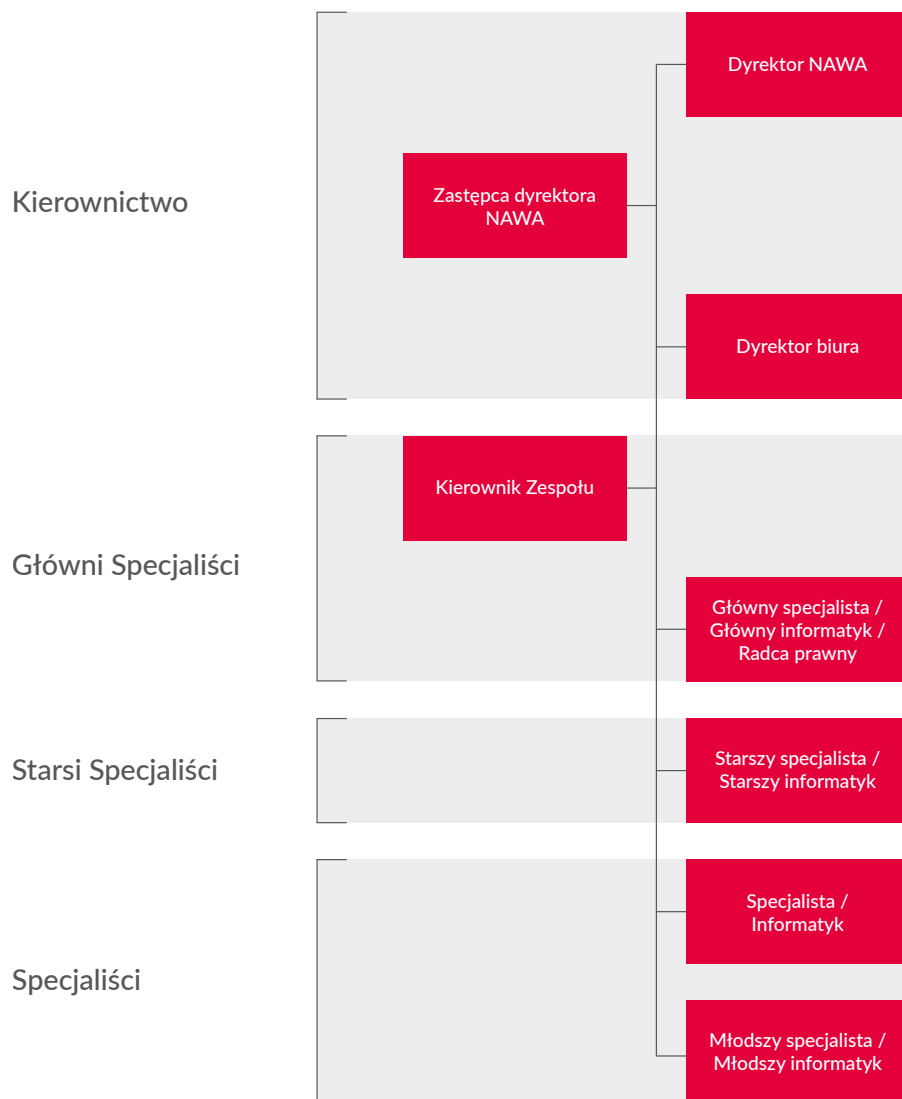 Dyrektor NAWA
Kierownictwo
Zastępca dyrektora
NAWA
Dyrektor biura
Kierownik Zespołu
Główni Specjaliści
Główny specjalista /
Główny informatyk /
Radca prawny
Starsi Specjaliści
Starszy specjalista /
Starszy informatyk
Specjalista /
Informatyk
Specjaliści
Młodszy specjalista /
Młodszy informatyk